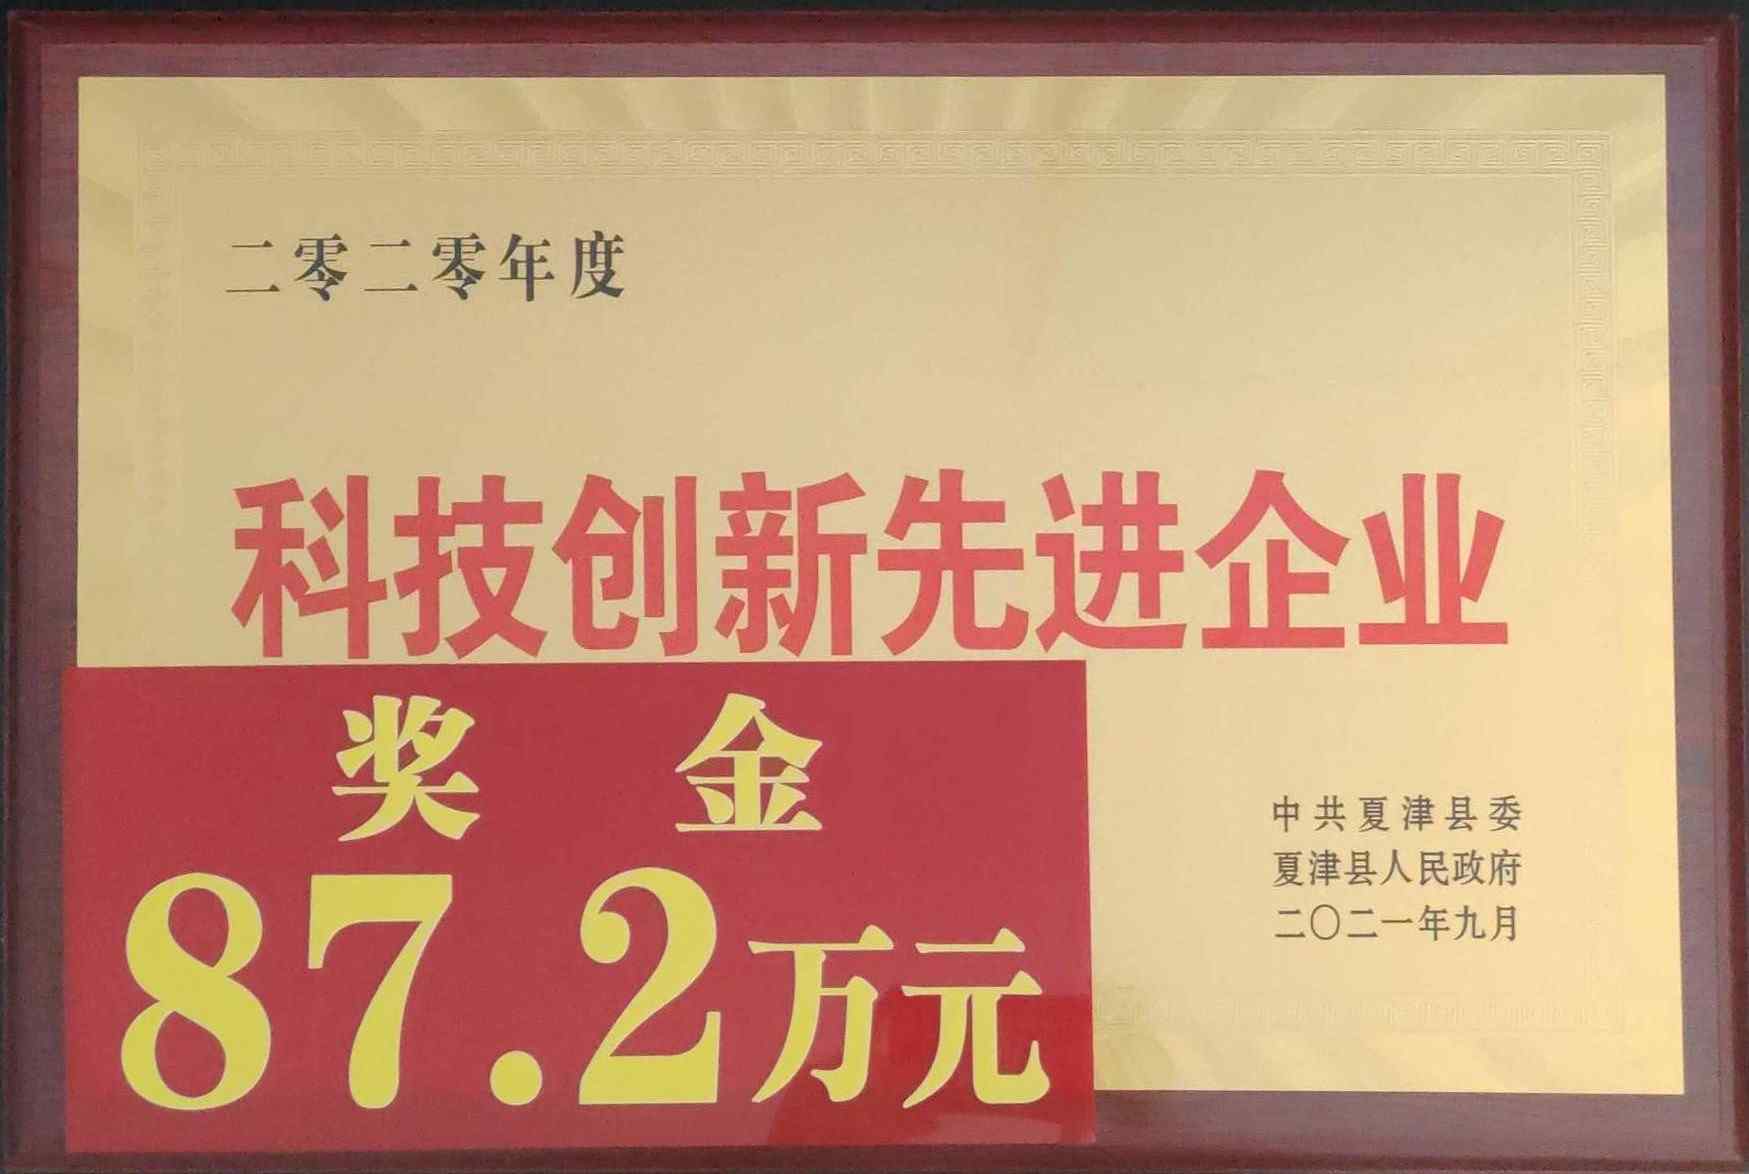 二零二零年度
科技创新先进企业
奖金
87.2万元
中共夏津县委
夏津县人民政府
二〇二一年九月